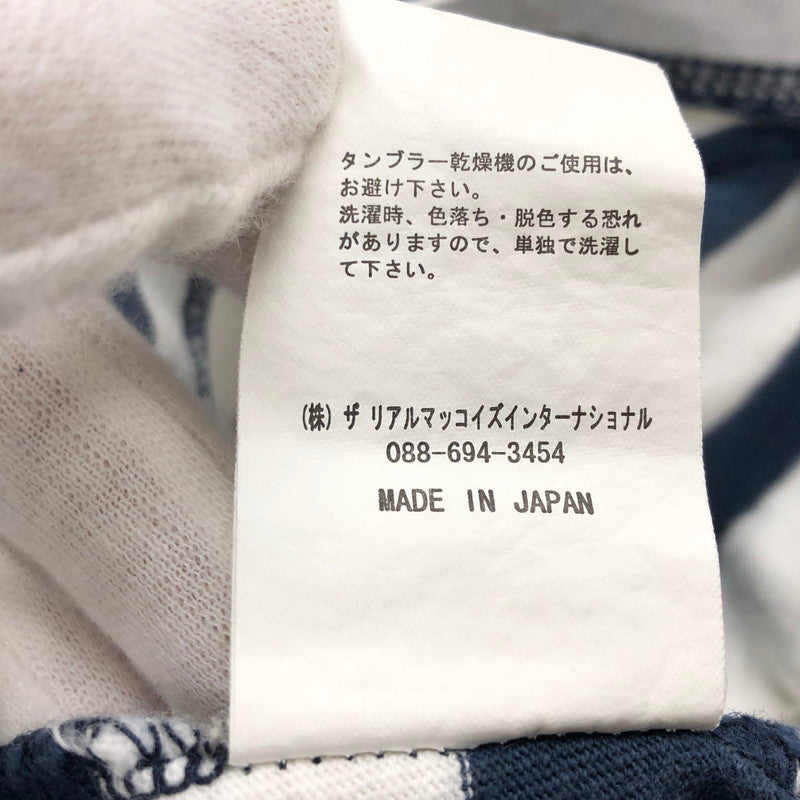 タンブラー乾燥機のご使用は、
お避け下さい。
洗濯時、色落ち・脱色する恐れ
がありますので、単独で洗濯し
て下さい。
(株) ザ リアルマッコイズインターナショナル
088-694-3454
MADE IN JAPAN